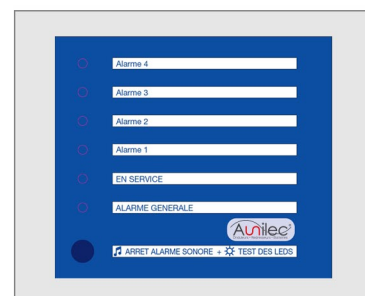 Alarme 4
Alarme 3
Alarme 2
Alarme 1
EN SERVICE
ALARME GENERALE
Aunilec
ARRET ALARME SONORE + TEST DES LEDS